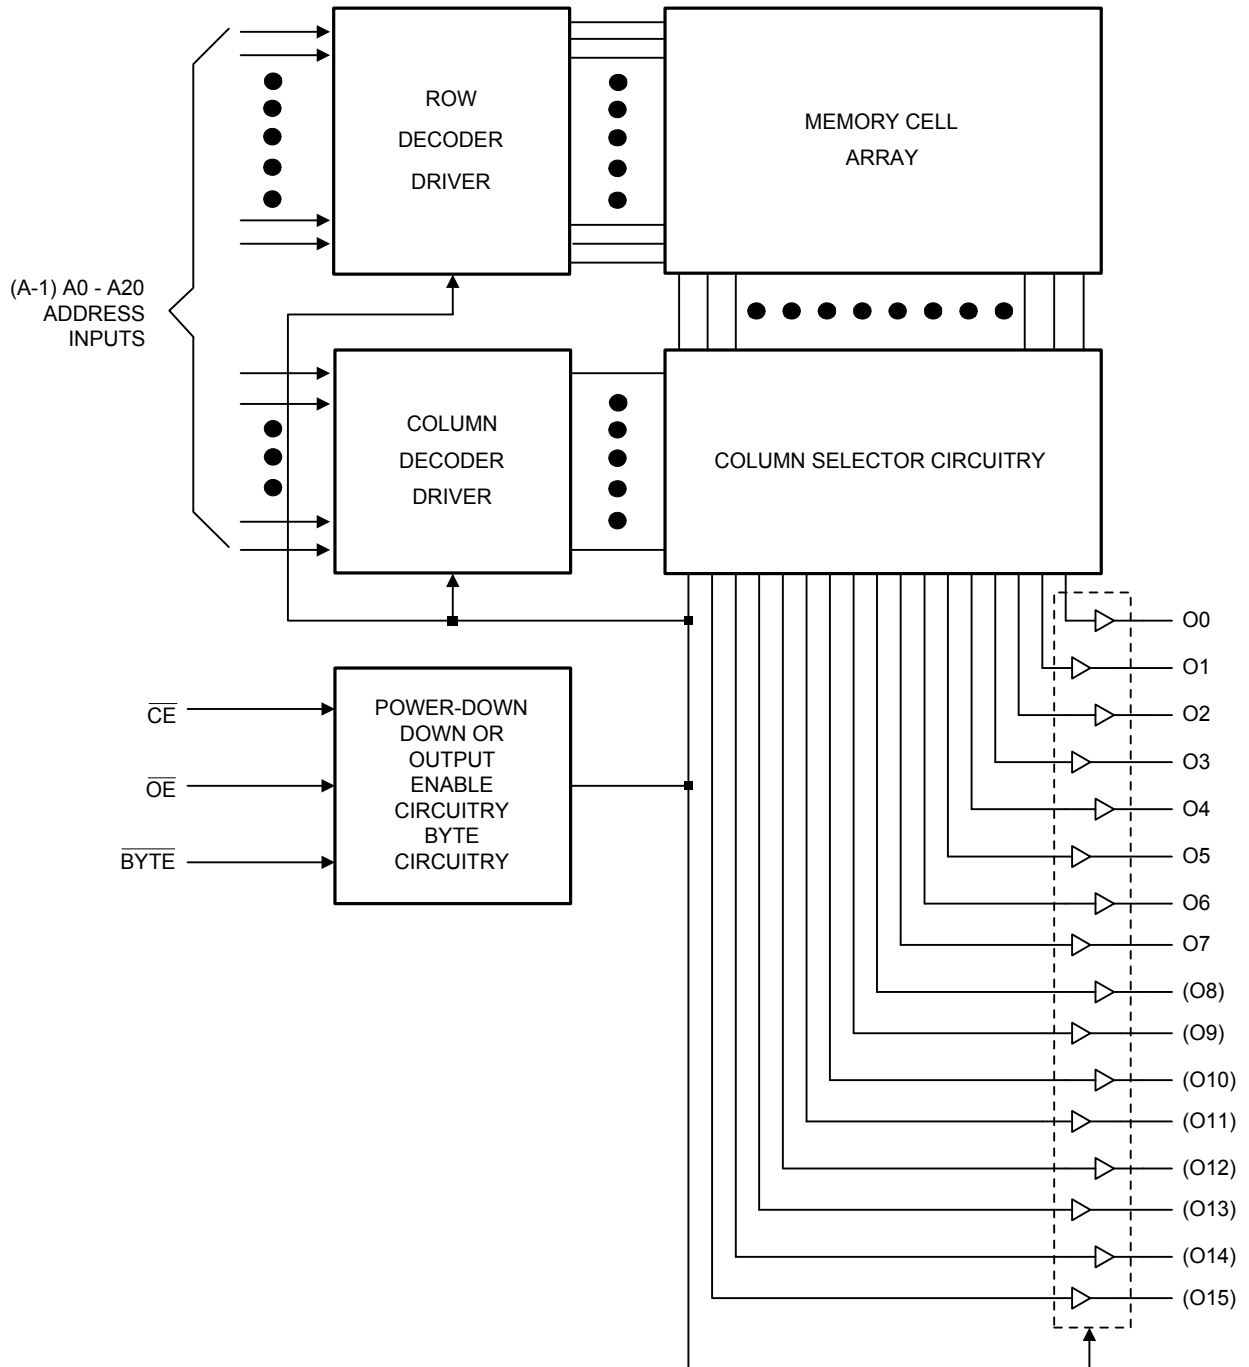 ROW
DECODER
DRIVER
MEMORY CELL
ARRAY
(A-1) A0 - A20
ADDRESS
INPUTS
COLUMN
DECODER
DRIVER
COLUMN SELECTOR CIRCUITRY
CE
OE
BYTE
POWER-DOWN
DOWN OR
OUTPUT
ENABLE
CIRCUITRY
BYTE
CIRCUITRY
O0
O1
O2
O3
O4
O5
O6
O7
(O8)
(O9)
(O10)
(O11)
(O12)
(O13)
(O14)
(O15)